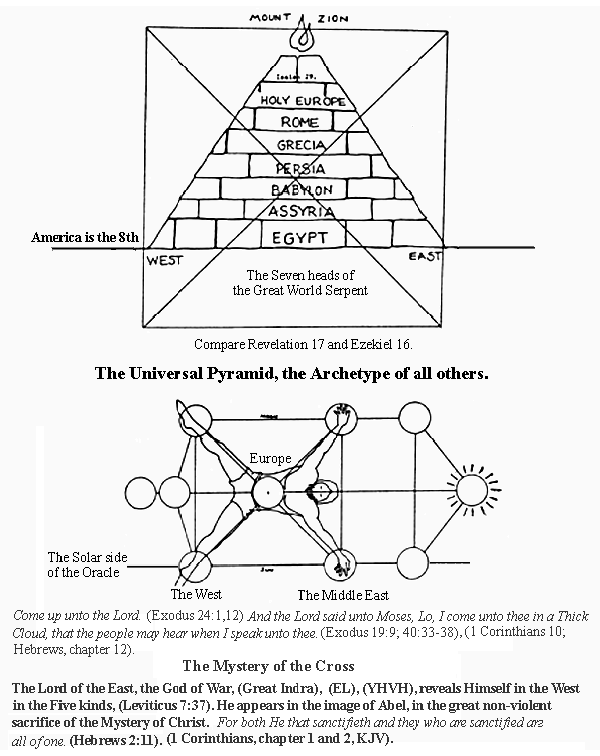 MOUNT ZION
HOLY EUROPE
ROME
GRECIA
PERSIA
BABYLON
ASSYRIA
America is the 8th
EGYPT
WEST
EAST
The Seven heads of
the Great World Serpent
Compare Revelation 17 and Ezekiel 16.
The Universal Pyramid, the Archetype of all others.
Europe
The Solar side
of the Oracle
The West
The Middle East
Come up unto the Lord. (Exodus 24:1,12) And the Lord said unto Moses, Lo, I come unto thee in a Thick
Cloud, that the people may hear when I speak unto thee. (Exodus 19:9; 40:33-38), (1 Corinthians 10;
Hebrews, chapter 12).
The Mystery of the Cross
The Lord of the East, the God of War, (Great Indra), (EL), (YHVH), reveals Himself in the West
in the Five kinds, (Leviticus 7:37). He appears in the image of Abel, in the great non-violent
sacrifice of the Mystery of Christ. For both He that sanctifieth and they who are sanctified are
all of one. (Hebrews 2:11). (1 Corinthians, chapter 1 and 2, KJV).